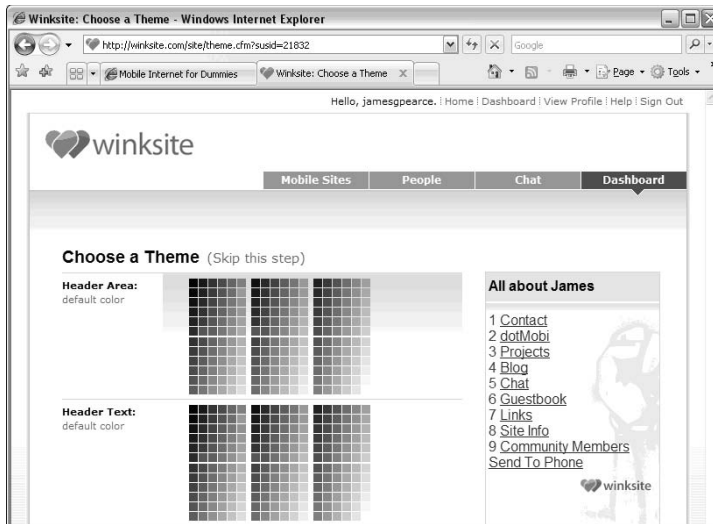 Winksite: Choose a Theme - Windows Internet Explorer
http://winksite.com/site/theme.cfm?susid=21832
Google
Mobile Internet for Dummies
Winksite: Choose a Theme X
Page
Tools
Hello, jamesgpearce. | Home | Dashboard | View Profile | Help | Sign Out
winksite
Mobile Sites
People
Chat
Dashboard
Choose a Theme (Skip this step)
Header Area:
default color
Header Text:
default color
All about James
1 Contact
2 dotMobi
3 Projects
4 Blog
5 Chat
6 Guestbook
7 Links
8 Site Info
9 Community Members
Send To Phone
winksite